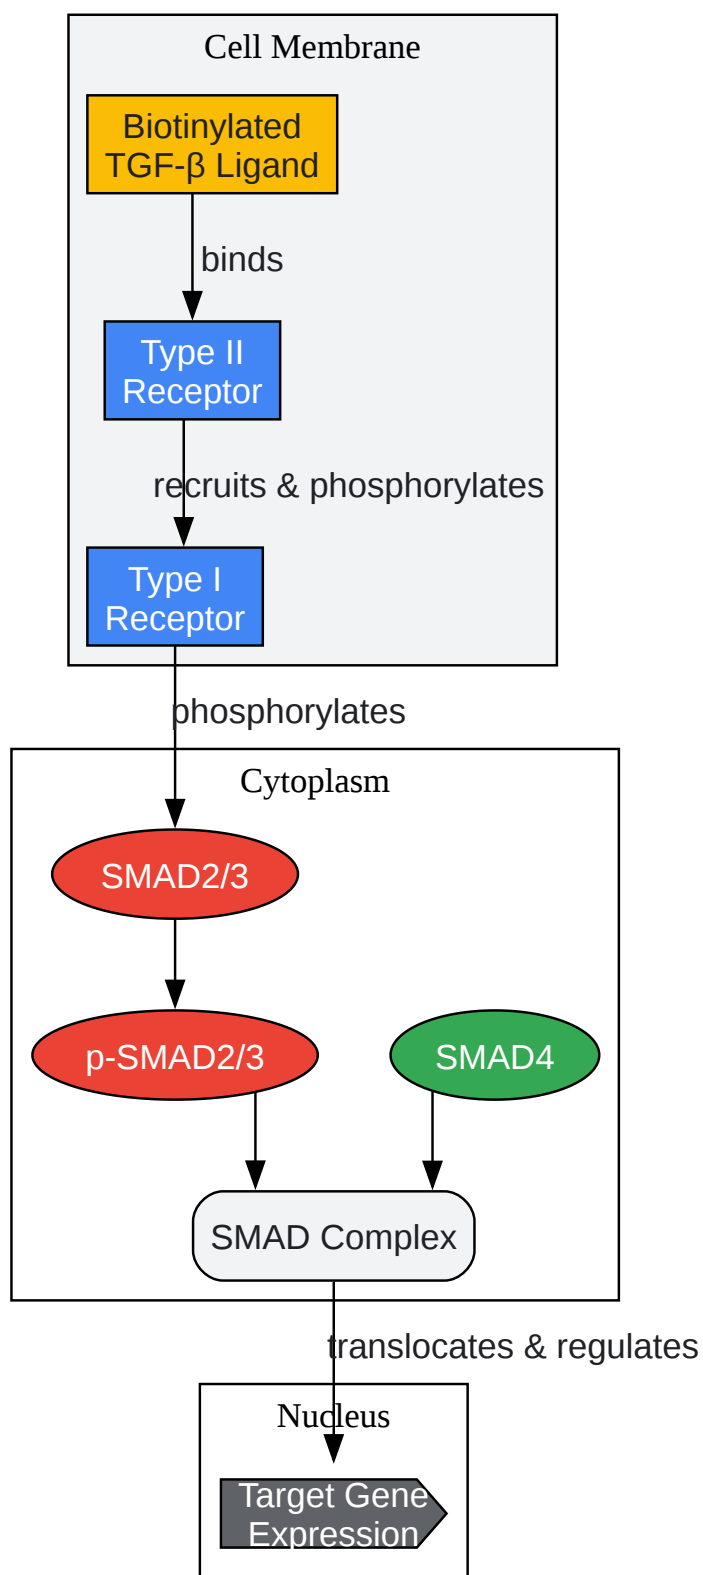 Cell Membrane
Biotinylated
TGF-β Ligand
binds
Type II
Receptor
recruits & phosphorylates
Type I
Receptor
phosphorylates
Cytoplasm
SMAD2/3
p-SMAD2/3
SMAD4
SMAD Complex
translocates & regulates
Nucleus
Target Gene
Expression